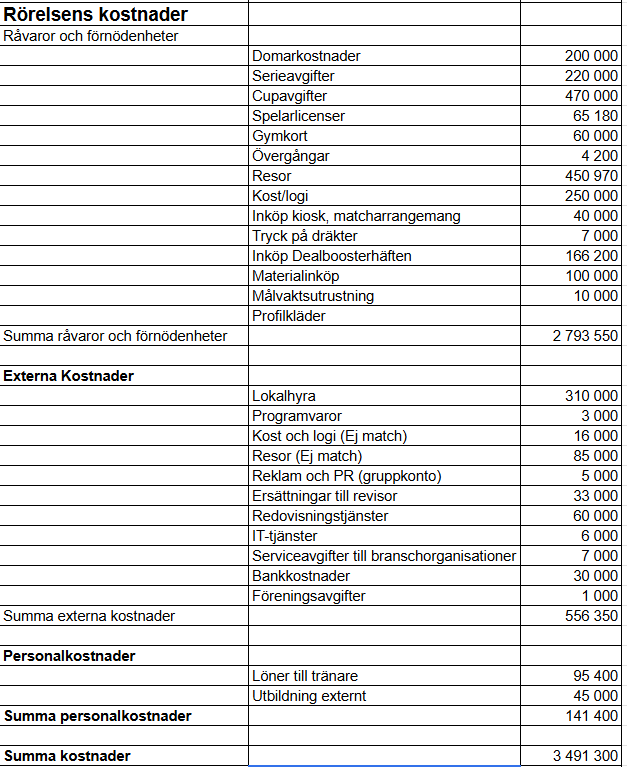 Rörelsens kostnader
Råvaror och förnödenheter
Domarkostnader 200 000
Serieavgifter 220 000
Cupavgifter 470 000
Spelarlicenser 65 180
Gymkort 60 000
Övergångar 4 200
Resor 450 970
Kost/logi 250 000
Inköp kiosk, matcharrangemang 40 000
Tryck på dräkter 7 000
Inköp Dealboosterhäften 166 200
Materialinköp 100 000
Målvaktsutrustning 10 000
Profilkläder
Summa råvaror och förnödenheter 2 793 550
Externa Kostnader
Lokalhyra 310 000
Programvaror 3 000
Kost och logi (Ej match) 16 000
Resor (Ej match) 85 000
Reklam och PR (gruppkonto) 5 000
Ersättningar till revisor 33 000
Redovisningstjänster 60 000
IT-tjänster 6 000
Serviceavgifter till branschorganisationer 7 000
Bankkostnader 30 000
Föreningsavgifter 1 000
Summa externa kostnader 556 350
Personalkostnader
Löner till tränare 95 400
Utbildning externt 45 000
Summa personalkostnader 141 400
Summa kostnader 3 491 300